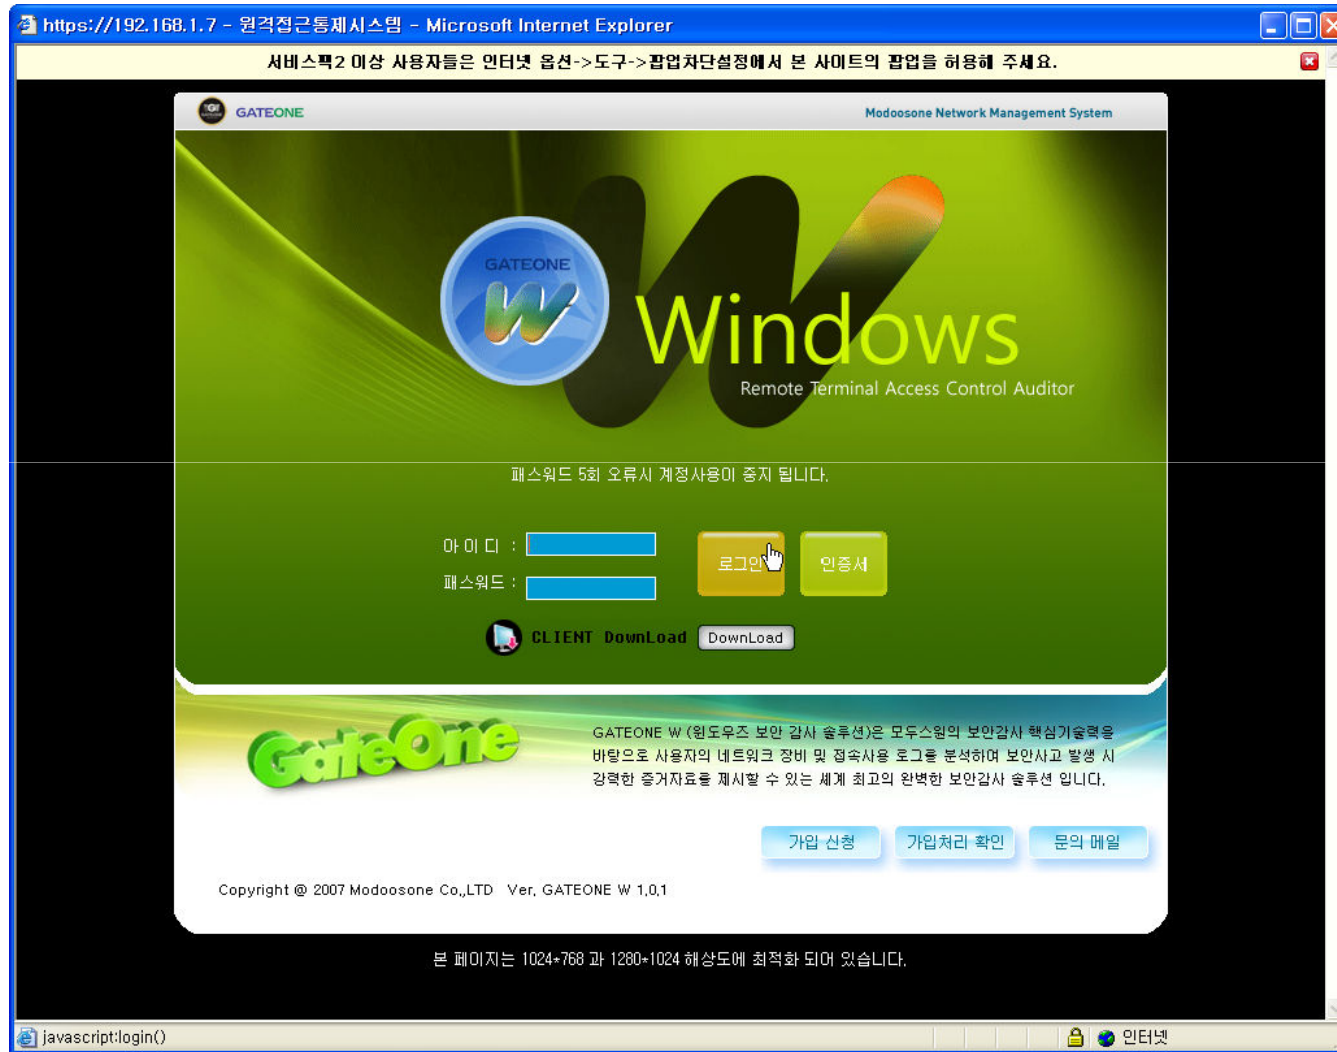 https://192.168.1.7 - 원격접근통제시스템 - Microsoft Internet Explorer
서비스팩2 이상 사용자들은 인터넷 옵션->도구->팝업차단설정에서 본 사이트의 팝업을 허용해 주세요.
GATEONE
Modoosone Network Management System
GATEONE
W
Windows
Remote Terminal Access Control Auditor
패스워드 5회 오류시 계정사용이 중지 됩니다.
아 이 디 :
로그인
인증서
패스워드 :
CLIENT DownLoad
DownLoad
GateOne
GATEONE W (윈도우즈 보안 감사 솔루션)은 모두스원의 보안감사 핵심기술력을
바탕으로 사용자의 네트워크 장비 및 접속사용 로그를 분석하며 보안사고 발생 시
강력한 증거자료를 제시할 수 있는 세계 최고의 완벽한 보안감사 솔루션 입니다.
가입 신청
가입처리 확인
문의 메일
Copyright @ 2007 Modoosone Co.,LTD Ver. GATEONE W 1.0.1
본 페이지는 1024*768 과 1280*1024 해상도에 최적화 되어 있습니다.
javascript:login()
인터넷